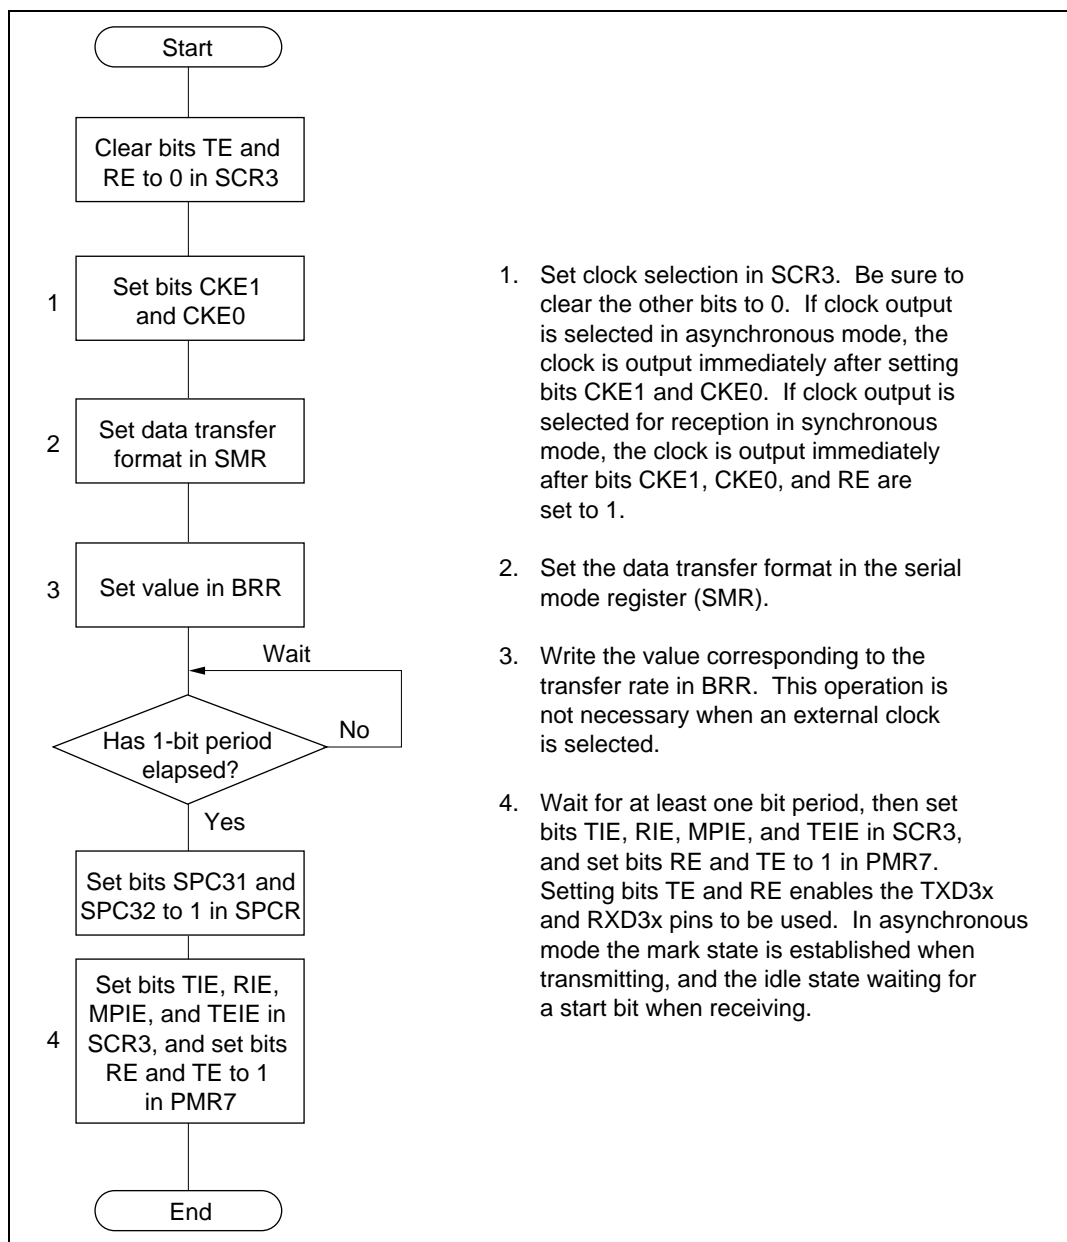 Start
Clear bits TE and
RE to 0 in SCR3
1
Set bits CKE1
and CKE0
2
Set data transfer
format in SMR
3
Set value in BRR
Wait
Has 1-bit period
elapsed?
No
Yes
Set bits SPC31 and
SPC32 to 1 in SPCR
4
Set bits TIE, RIE,
MPIE, and TEIE in
SCR3, and set bits
RE and TE to 1
in PMR7
End
1. Set clock selection in SCR3. Be sure to
clear the other bits to 0. If clock output
is selected in asynchronous mode, the
clock is output immediately after setting
bits CKE1 and CKE0. If clock output is
selected for reception in synchronous
mode, the clock is output immediately
after bits CKE1, CKE0, and RE are
set to 1.
2. Set the data transfer format in the serial
mode register (SMR).
3. Write the value corresponding to the
transfer rate in BRR. This operation is
not necessary when an external clock
is selected.
4. Wait for at least one bit period, then set
bits TIE, RIE, MPIE, and TEIE in SCR3,
and set bits RE and TE to 1 in PMR7.
Setting bits TE and RE enables the TXD3x
and RXD3x pins to be used. In asynchronous
mode the mark state is established when
transmitting, and the idle state waiting for
a start bit when receiving.